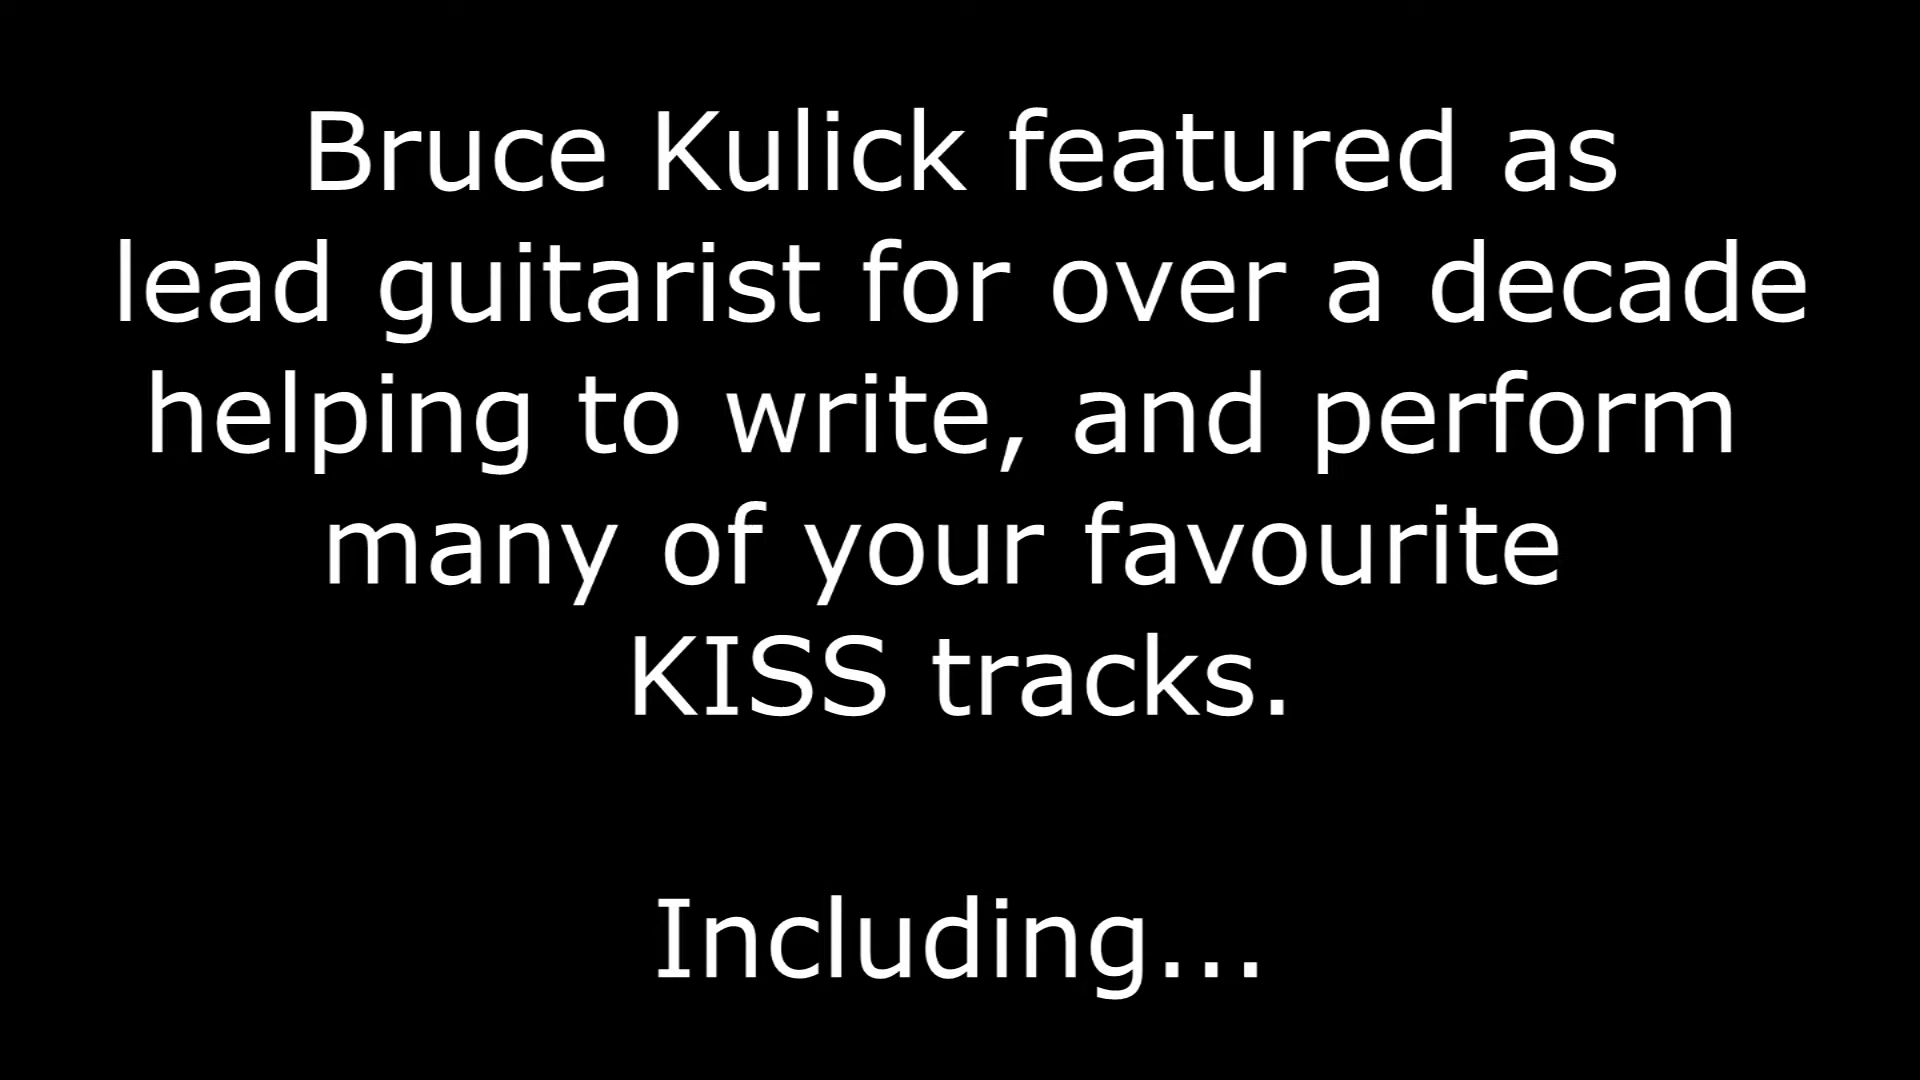 Bruce Kulick featured as
lead guitarist for over a decade
helping to write, and perform
many of your favourite
KISS tracks.
Including...